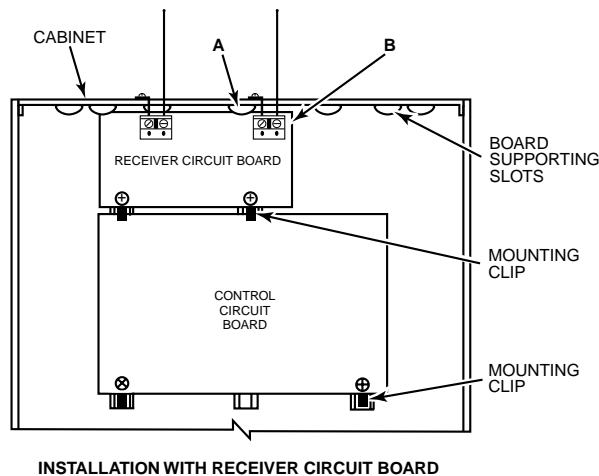 CABINET
A
B
RECEIVER CIRCUIT BOARD
BOARD
SUPPORTING
SLOTS
MOUNTING
CLIP
CONTROL
CIRCUIT
BOARD
MOUNTING
CLIP
INSTALLATION WITH RECEIVER CIRCUIT BOARD